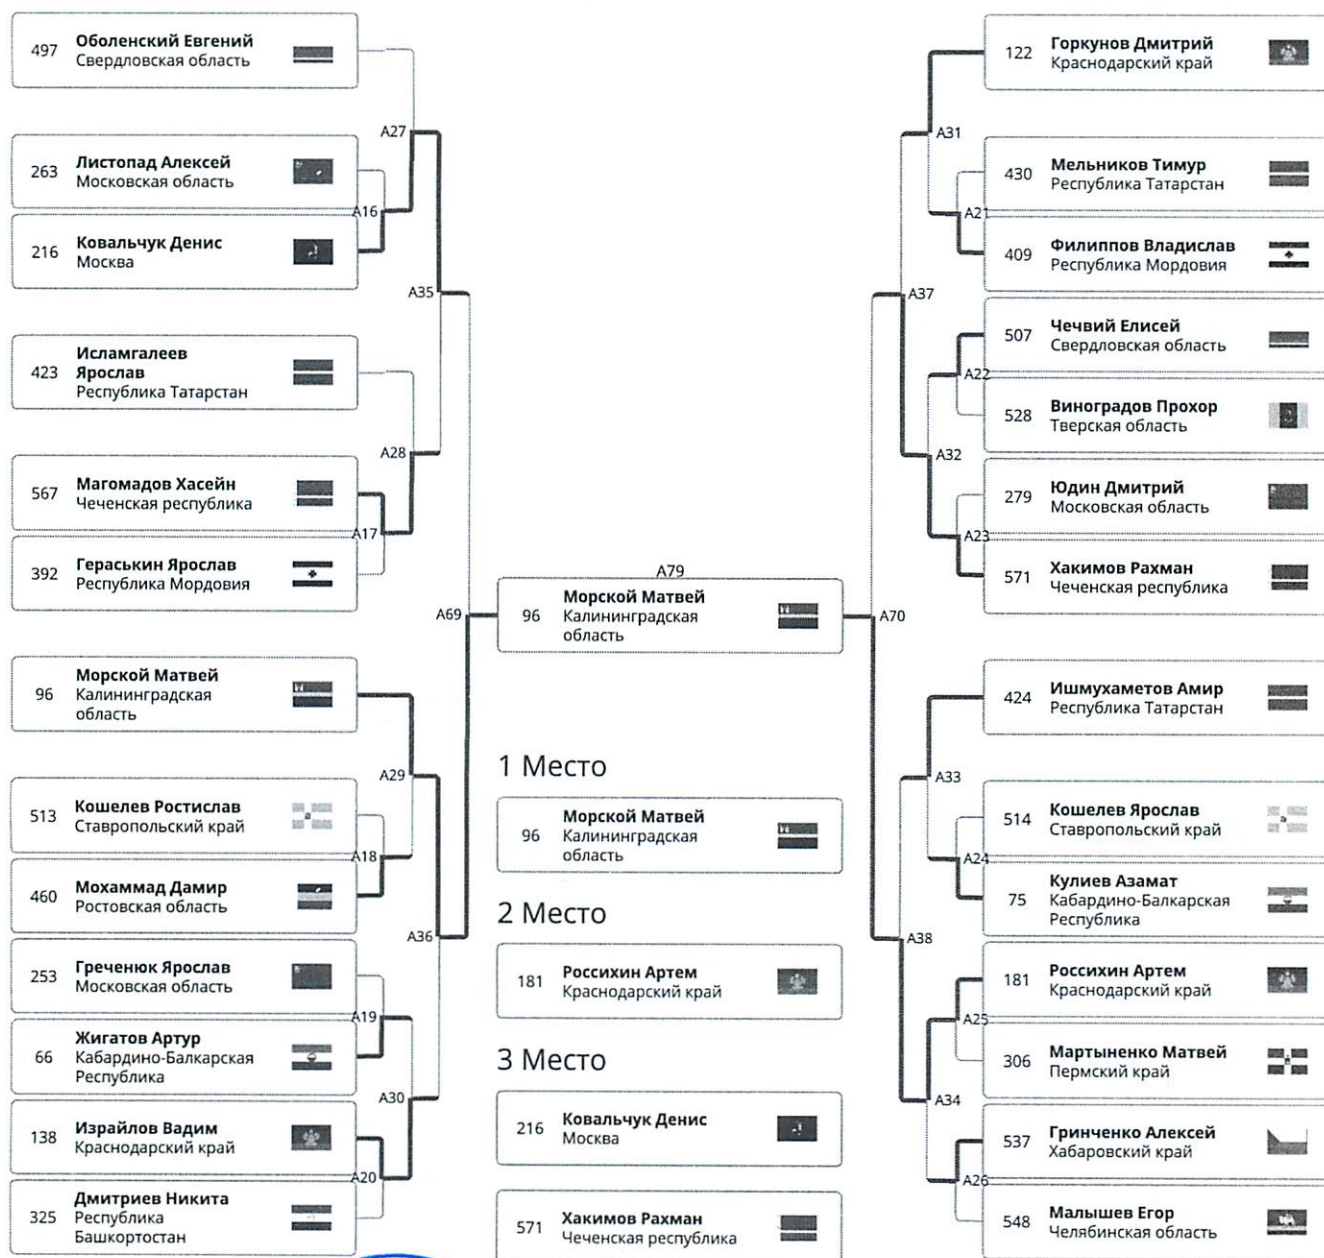 497
Оболенский Евгений
Свердловская область
A27
263
Листопад Алексей
Московская область
A16
216
Ковальчук Денис
Москва
A35
423
Исламгалеев
Ярослав
Республика Татарстан
A28
567
Магомадов Хасейн
Чеченская республика
A17
392
Гераськин Ярослав
Республика Мордовия
A69
96
Морской Матвей
Калининградская
область
A29
513
Кошелев Ростислав
Ставропольский край
A18
460
Мохаммад Дамир
Ростовская область
A36
253
Греченюк Ярослав
Московская область
A19
66
Жигатов Артур
Кабардино-Балкарская
Республика
A30
138
Израйлов Вадим
Краснодарский край
A20
325
Дмитриев Никита
Республика
Башкортостан
A79
96
Морской Матвей
Калининградская
область
1 Место
96
Морской Матвей
Калининградская
область
2 Место
181
Россихин Артем
Краснодарский край
3 Место
216
Ковальчук Денис
Москва
571
Хакимов Рахман
Чеченская республика
122
Горкунов Дмитрий
Краснодарский край
A31
430
Мельников Тимур
Республика Татарстан
A21
409
Филиппов Владислав
Республика Мордовия
A37
507
Чечвий Елисей
Свердловская область
A22
528
Виноградов Прохор
Тверская область
A32
279
Юдин Дмитрий
Московская область
A23
571
Хакимов Рахман
Чеченская республика
A70
424
Ишмухаметов Амир
Республика Татарстан
A33
514
Кошелев Ярослав
Ставропольский край
A24
75
Кулиев Азамат
Кабардино-Балкарская
Республика
A38
181
Россихин Артем
Краснодарский край
A25
306
Мартыненко Матвей
Пермский край
A34
537
Гринченко Алексей
Хабаровский край
A26
548
Малышев Егор
Челябинская область